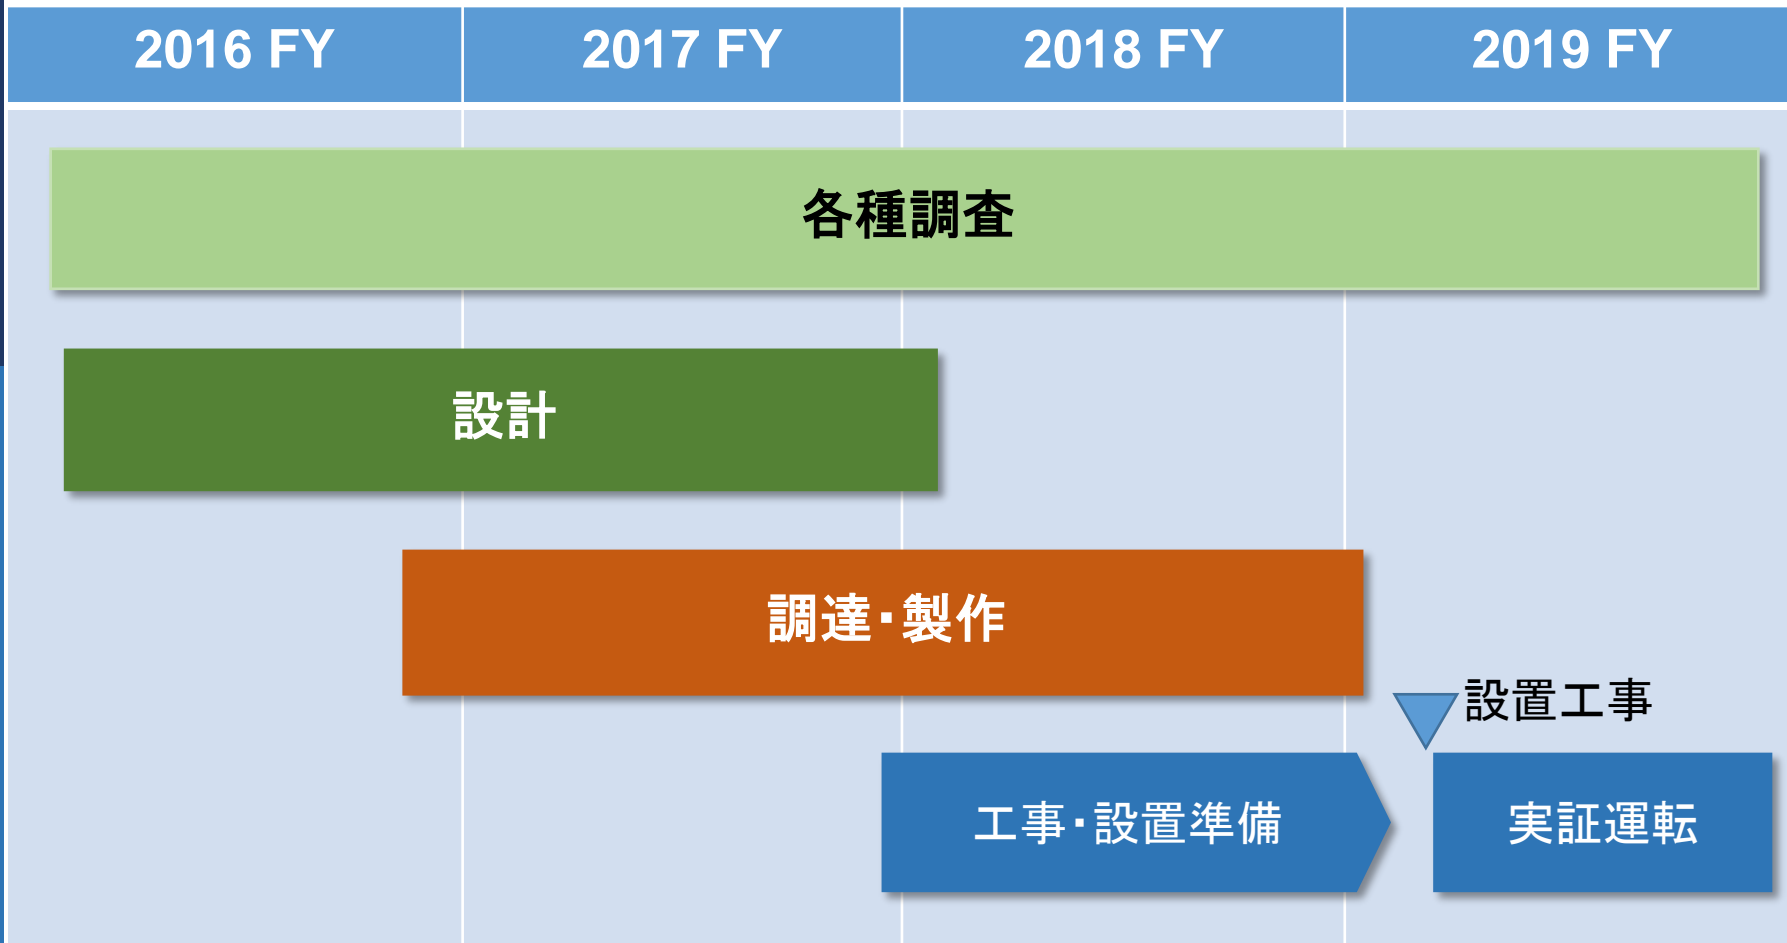 2016 FY 2017 FY 2018 FY 2019 FY
各種調査
設計
調達・製作
設置工事
工事・設置準備
実証運転